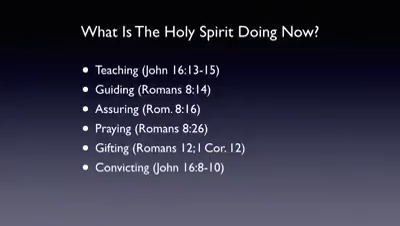 What Is The Holy Spirit Doing Now?
• Teaching (John 16:13-15)
• Guiding (Romans 8:14)
• Assuring (Rom. 8:16)
• Praying (Romans 8:26)
• Gifting (Romans 12; 1 Cor. 12)
• Convicting (John 16:8-10)